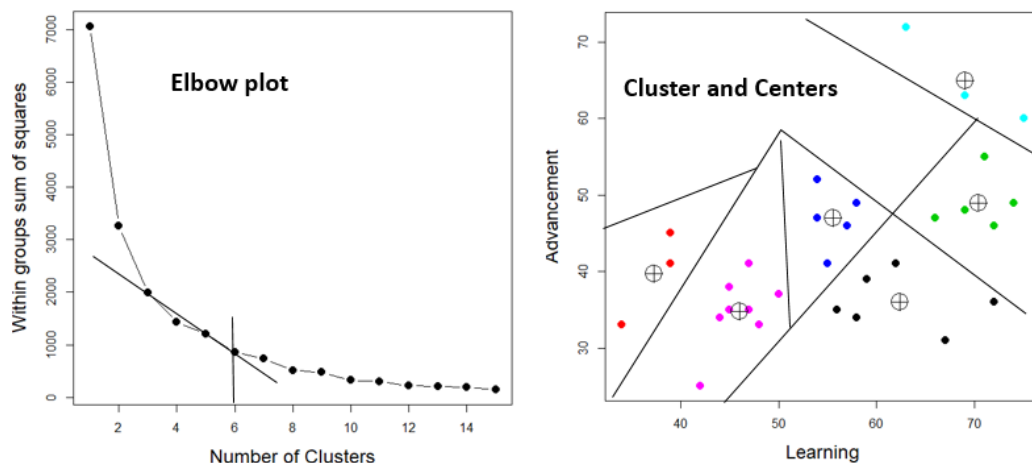 Elbow plot
Within groups sum of squares
0
1000
2000
3000
4000
5000
6000
7000
2 4 6 8 10 12 14
Number of Clusters
Cluster and Centers
Advancement
30
40
50
60
70
40 50 60 70
Learning